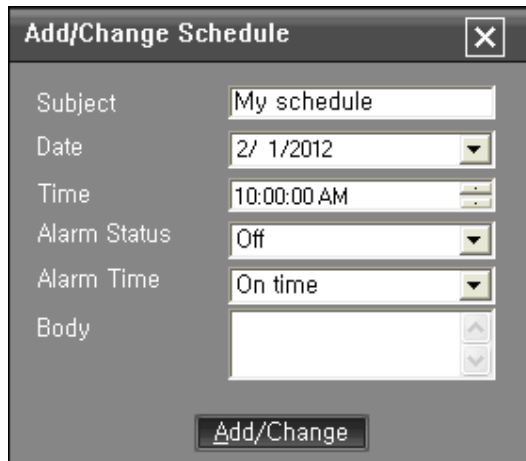 Add/Change Schedule
Subject My schedule
Date 2/ 1/2012
Time 10:00:00 AM
Alarm Status Off
Alarm Time On time
Body
Add/Change